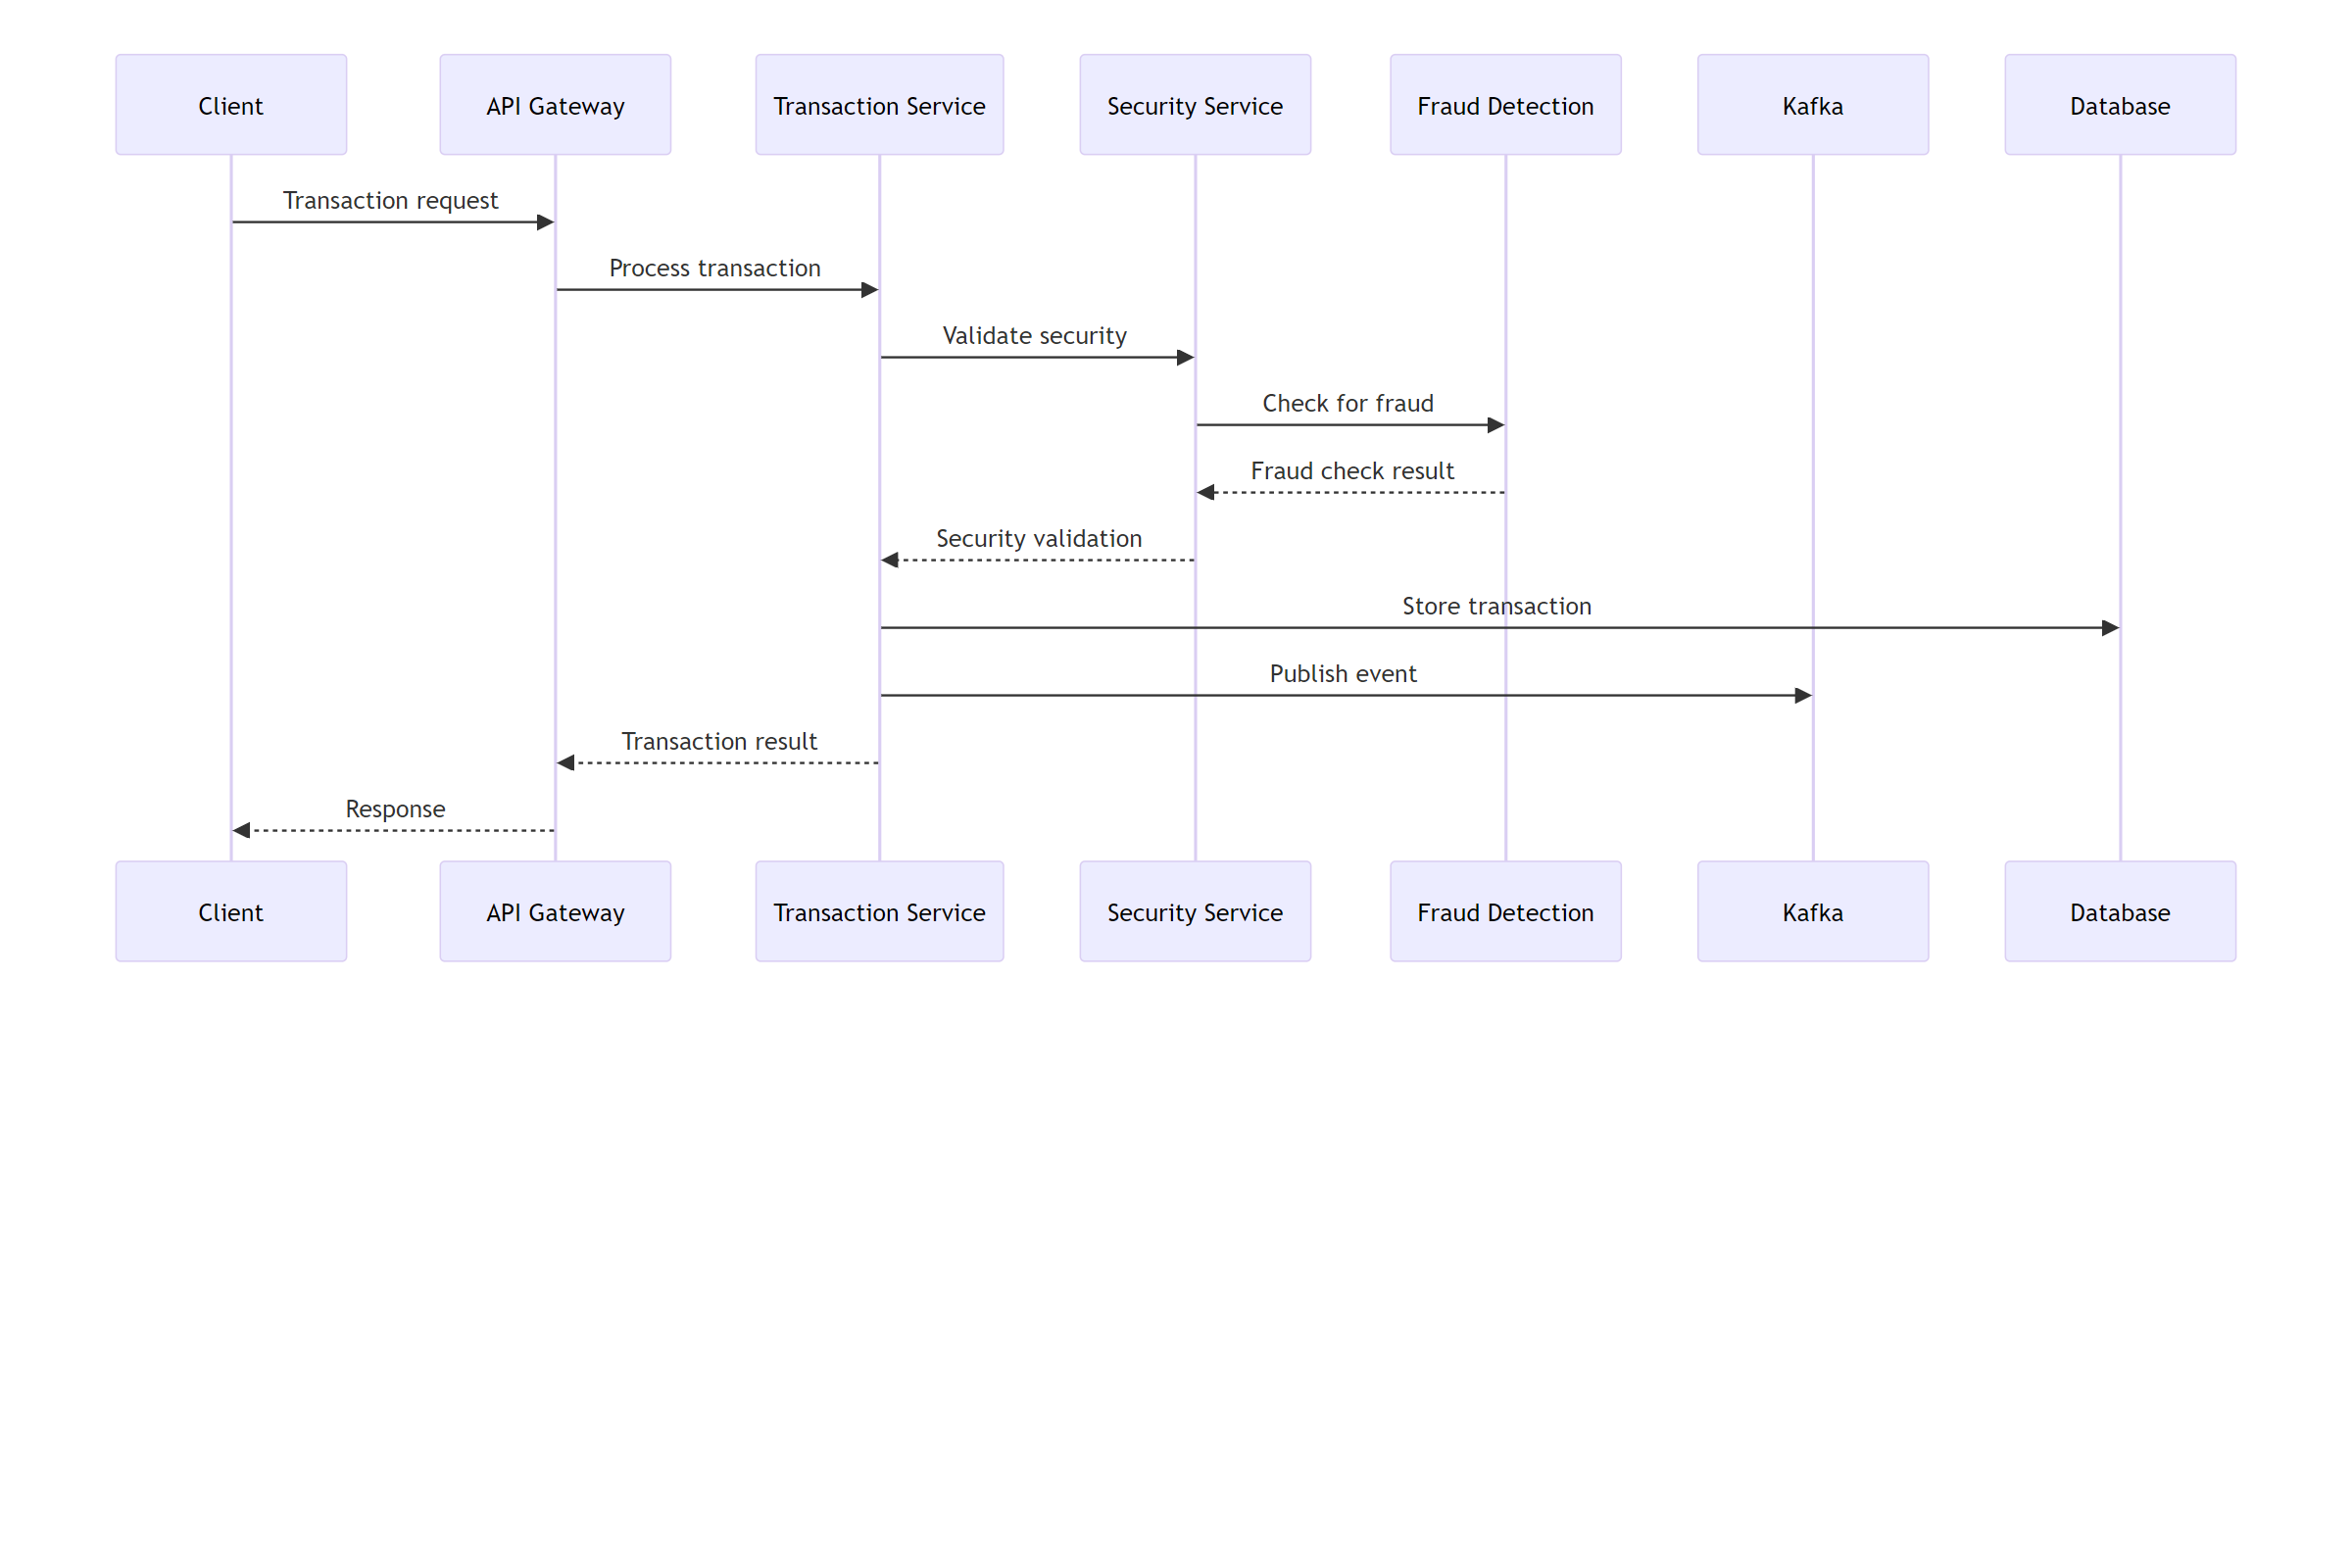 Client
API Gateway
Transaction Service
Security Service
Fraud Detection
Kafka
Database
Transaction request
Process transaction
Validate security
Check for fraud
Fraud check result
Security validation
Store transaction
Publish event
Transaction result
Response
Client
API Gateway
Transaction Service
Security Service
Fraud Detection
Kafka
Database